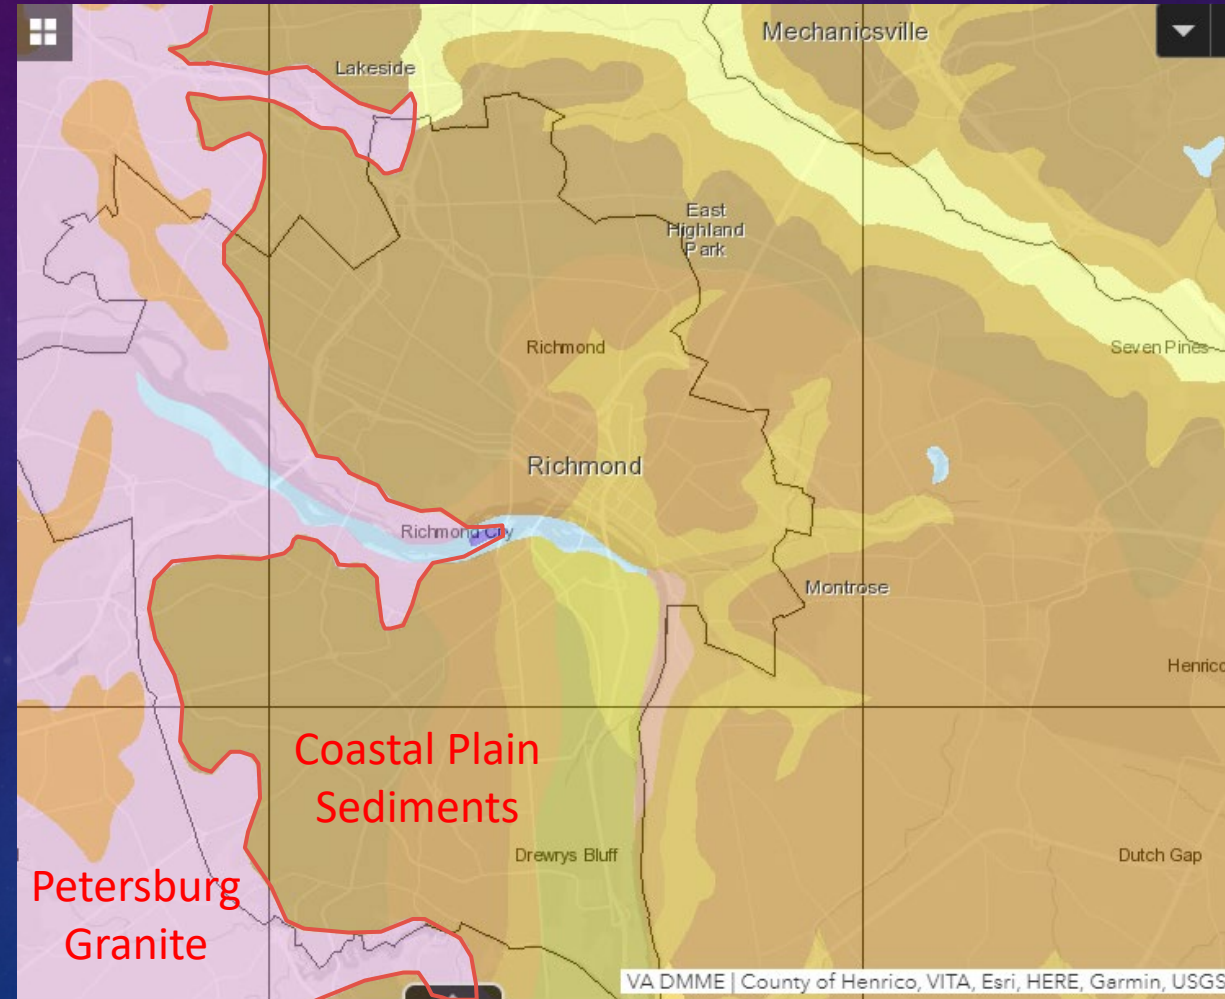 Mechanicsville
Lakeside
East
Highland
Park
Richmond
Seven Pines
Richmond
Richmond City
Montrose
Henrico
Coastal Plain
Sediments
Drewrys Bluff
Dutch Gap
Petersburg
Granite
VA DMME | County of Henrico, VITA, Esri, HERE, Garmin, USGS